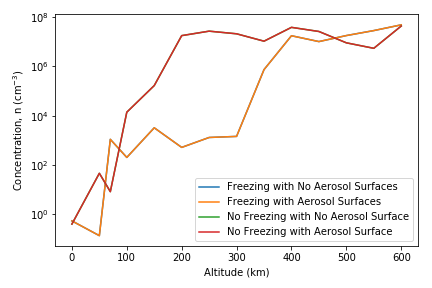 10^8
10^6
10^4
10^2
10^0
Concentration, n (cm^-3)
Freezing with No Aerosol Surfaces
Freezing with Aerosol Surfaces
No Freezing with No Aerosol Surface
No Freezing with Aerosol Surface
0 100 200 300 400 500 600
Altitude (km)